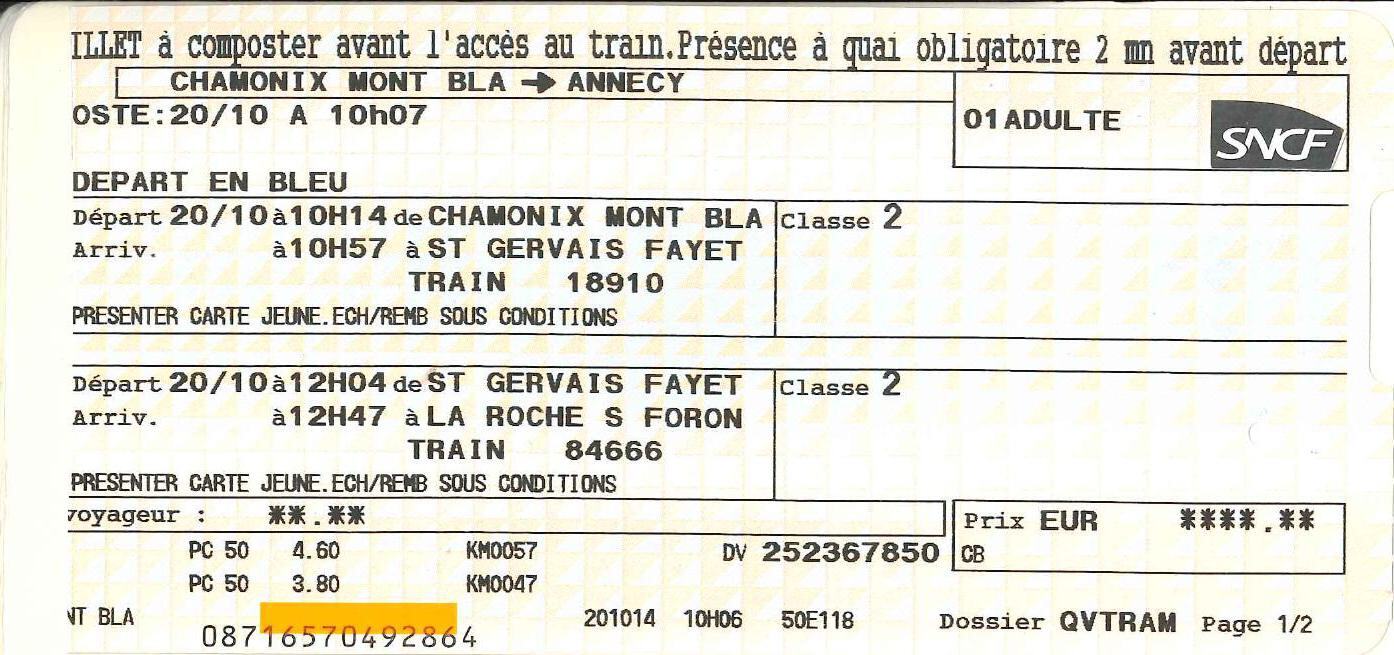 ILLET à composter avant l'accès au train.Présence à quai obligatoire 2 mn avant départ
CHAMONIX MONT BLA → ANNECY
OSTE:20/10 A 10h07
01ADULTE
SNCF
DEPART EN BLEU
Départ 20/10 à 10H14 de CHAMONIX MONT BLA Classe 2
Arriv. à 10H57 à ST GERVAIS FAYET
TRAIN 18910
PRESENTER CARTE JEUNE.ECH/REMB SOUS CONDITIONS
Départ 20/10 à 12H04 de ST GERVAIS FAYET Classe 2
Arriv. à 12H47 à LA ROCHE S FORON
TRAIN 84666
PRESENTER CARTE JEUNE.ECH/REMB SOUS CONDITIONS
voyageur : **.** Prix EUR ****.**
PC 50 4.60 KM0057 DV 252367850 CB
PC 50 3.80 KM0047
NT BLA 201014 10H06 50E118 Dossier QVTRAM Page 1/2
08716570492864